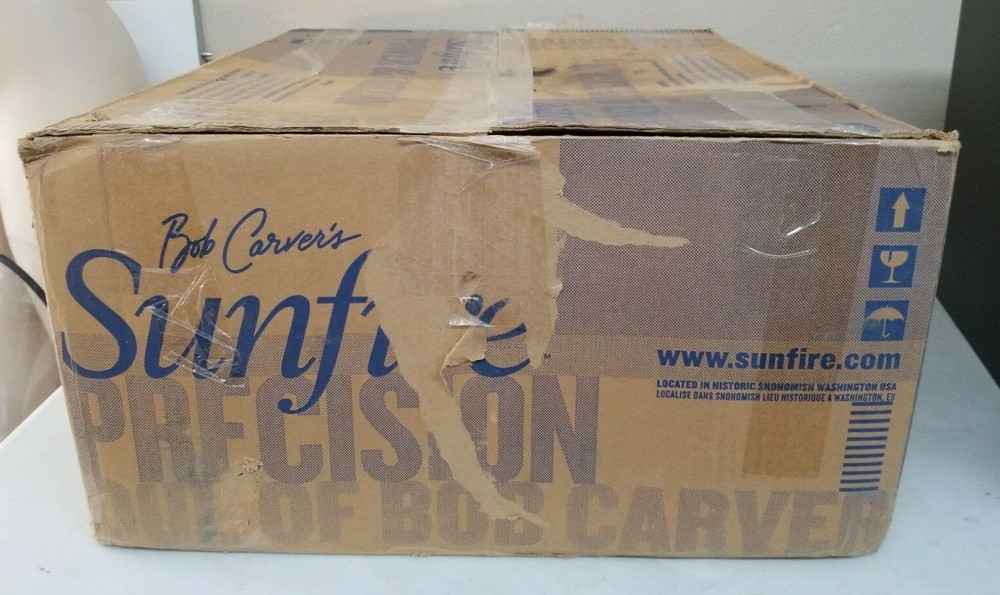 Bob Carver's
Sunfire
™
www.sunfire.com
LOCATED IN HISTORIC SNOHOMISH WASHINGTON USA
LOCALISE DANS SNOHOMISH LIEU HISTORIQUE A WASHINGTON, EU
PRECISION
OF BOB CARVER